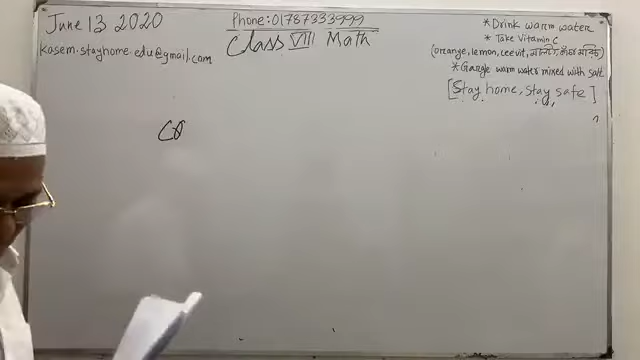 June 13 2020
kasem.stayhome.edu@gmail.com
Phone: 01787333999
Class VIII Math
* Drink warm water
* Take Vitamin C
(orange, lemon, ceevit,
* Gargle warm water mixed with salt
[Stay home, stay safe]